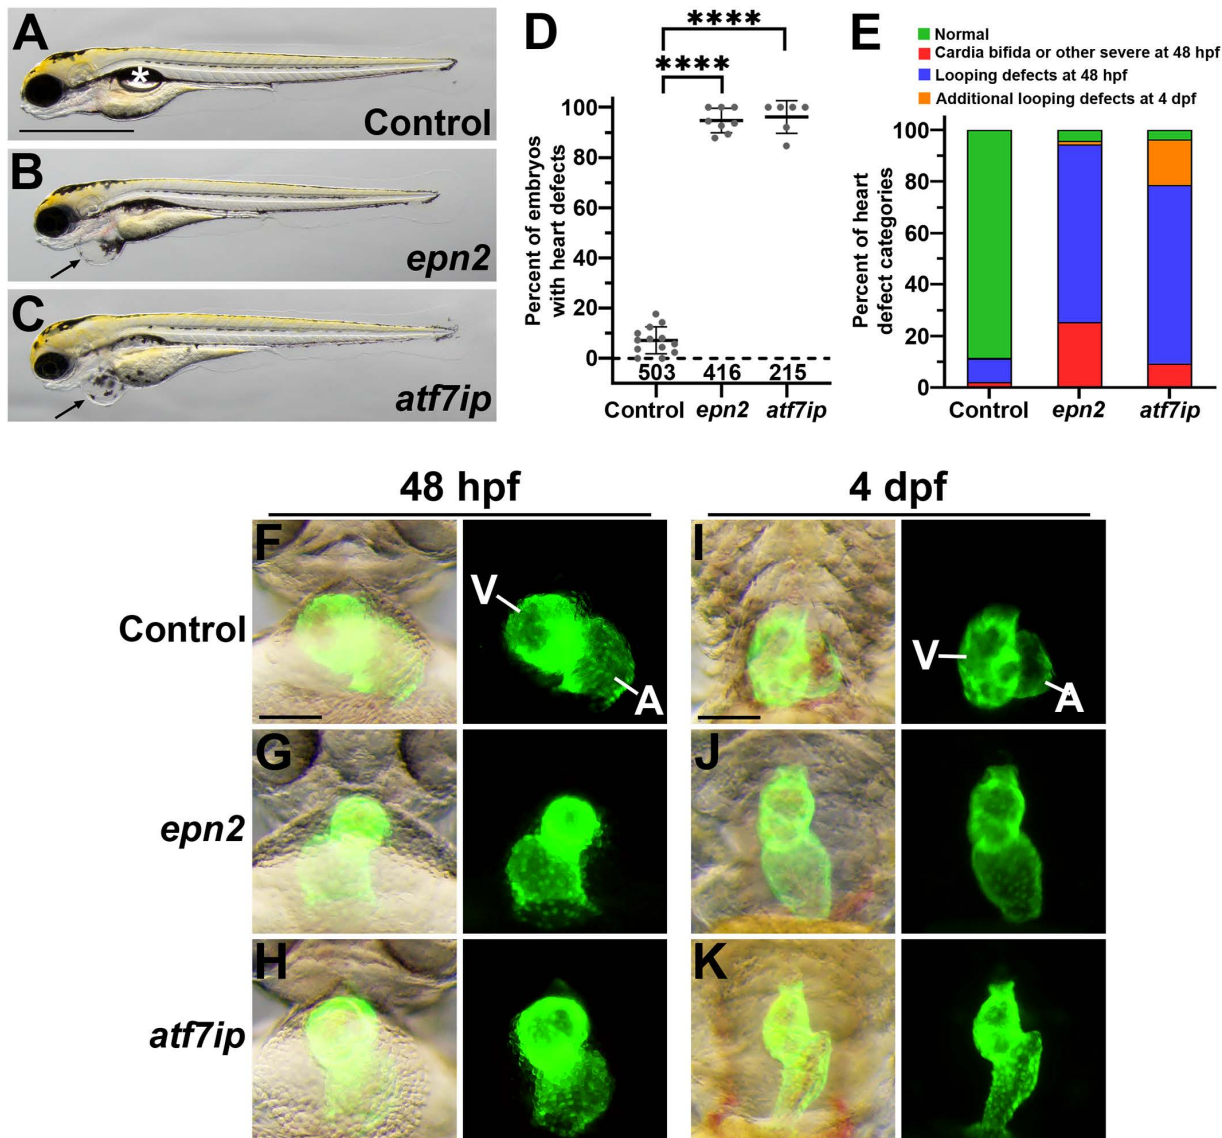 A
*
Control
B
epn2
C
atf7ip
D
****
****
Percent of embryos
with heart defects
100
80
60
40
20
0
503 416 215
Control epn2 atf7ip
E
Normal
Cardia bifida or other severe at 48 hpf
Looping defects at 48 hpf
Additional looping defects at 4 dpf
Percent of heart
defect categories
100
80
60
40
20
0
Control epn2 atf7ip
48 hpf
4 dpf
Control
F
V
A
I
V
A
epn2
G
J
atf7ip
H
K